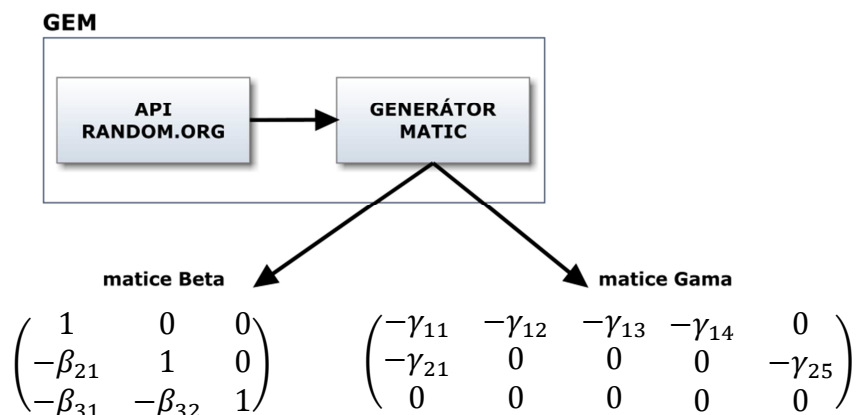 GEM
API
RANDOM.ORG
GENERÁTOR
MATIC
matice Beta
matice Gama
1 0 0
−β₂₁ 1 0
−β₃₁ −β₃₂ 1
−γ₁₁ −γ₁₂ −γ₁₃ −γ₁₄ 0
−γ₂₁ 0 0 0 −γ₂₅
0 0 0 0 0